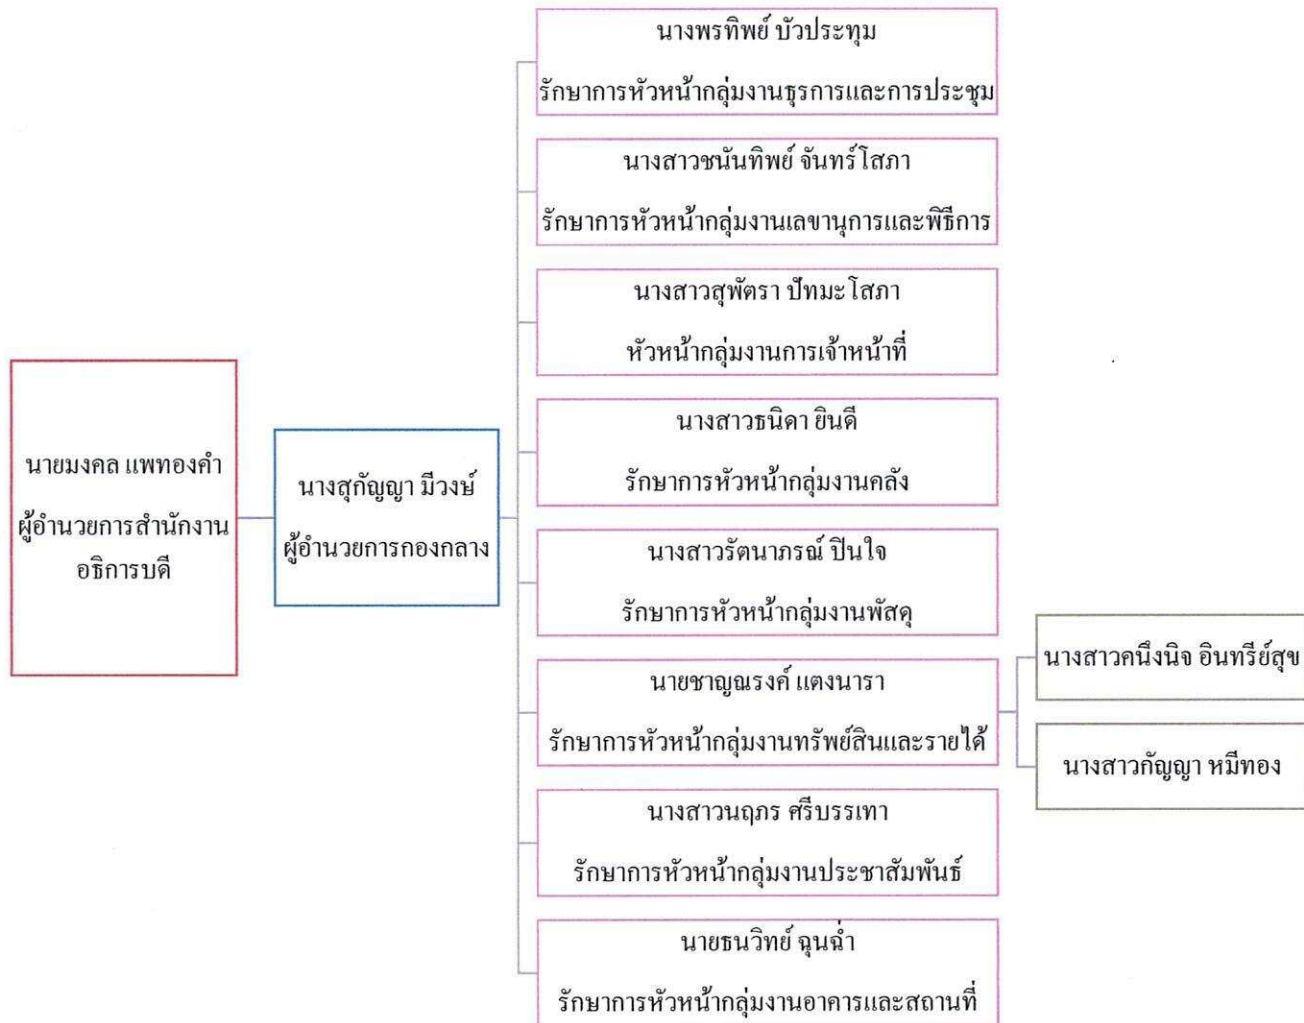 นายมงคล แพทองคำ
ผู้อำนวยการสำนักงาน
อธิการบดี
นางสุกัญญา มีวงษ์
ผู้อำนวยการกองกลาง
นางพรทิพย์ บัวประทุม
รักษาการหัวหน้ากลุ่มงานธุรการและการประชุม
นางสาวชนันทิพย์ จันทร์โสภา
รักษาการหัวหน้ากลุ่มงานเลขานุการและพิธีการ
นางสาวสุพัตรา ปัทมะโสภา
หัวหน้ากลุ่มงานการเจ้าหน้าที่
นางสาวธนิดา ยินดี
รักษาการหัวหน้ากลุ่มงานคลัง
นางสาวรัตนาภรณ์ ปินใจ
รักษาการหัวหน้ากลุ่มงานพัสดุ
นายชาญณรงค์ แตงนารา
รักษาการหัวหน้ากลุ่มงานทรัพย์สินและรายได้
นางสาวคนึงนิจ อินทรีย์สุข
นางสาวกัญญา หมีทอง
นางสาวนฤภร ศรีบรรเทา
รักษาการหัวหน้ากลุ่มงานประชาสัมพันธ์
นายธนวิทย์ ฉุนฉ่ำ
รักษาการหัวหน้ากลุ่มงานอาคารและสถานที่